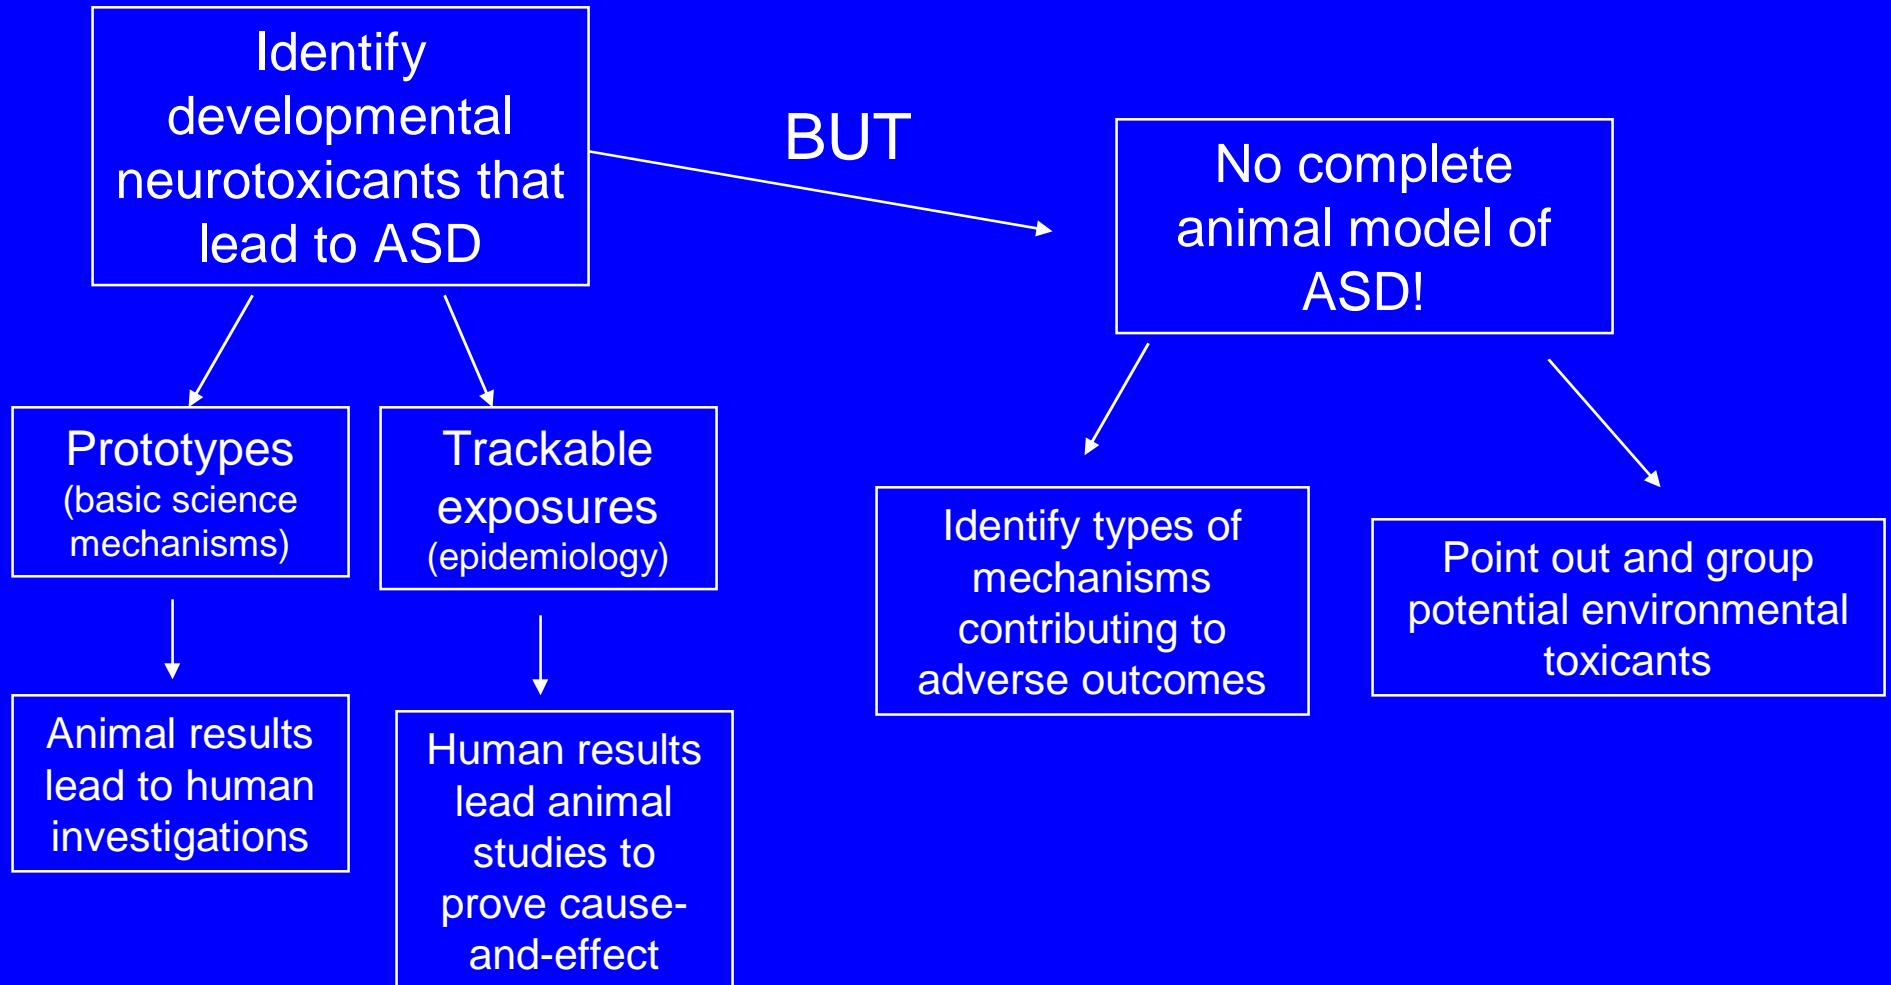 Identify
developmental
neurotoxicants that
lead to ASD
BUT
No complete
animal model of
ASD!
Prototypes
(basic science
mechanisms)
Trackable
exposures
(epidemiology)
Identify types of
mechanisms
contributing to
adverse outcomes
Point out and group
potential environmental
toxicants
Animal results
lead to human
investigations
Human results
lead animal
studies to
prove cause-
and-effect